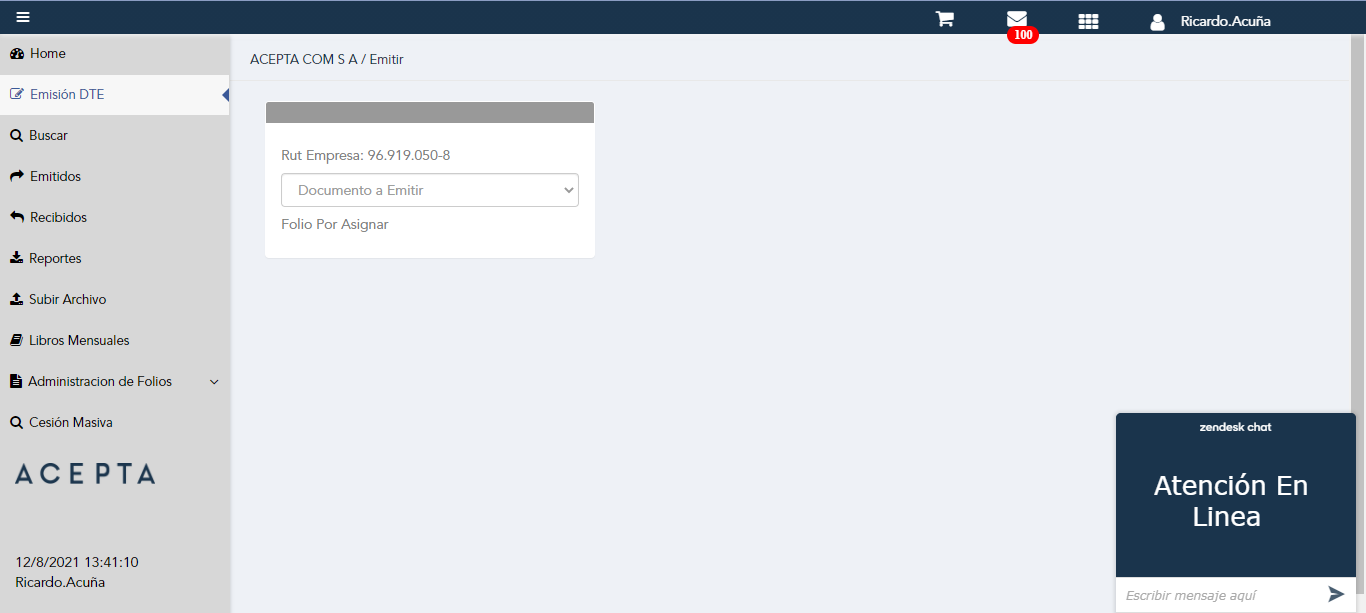 Ricardo.Acuña
100
Home
Emisión DTE
Buscar
Emitidos
Recibidos
Reportes
Subir Archivo
Libros Mensuales
Administracion de Folios
Cesión Masiva
ACEPTA
12/8/2021 13:41:10
Ricardo.Acuña
ACEPTA COM S A / Emitir
Rut Empresa: 96.919.050-8
Documento a Emitir
Folio Por Asignar
zendesk chat
Atención En
Linea
Escribir mensaje aquí